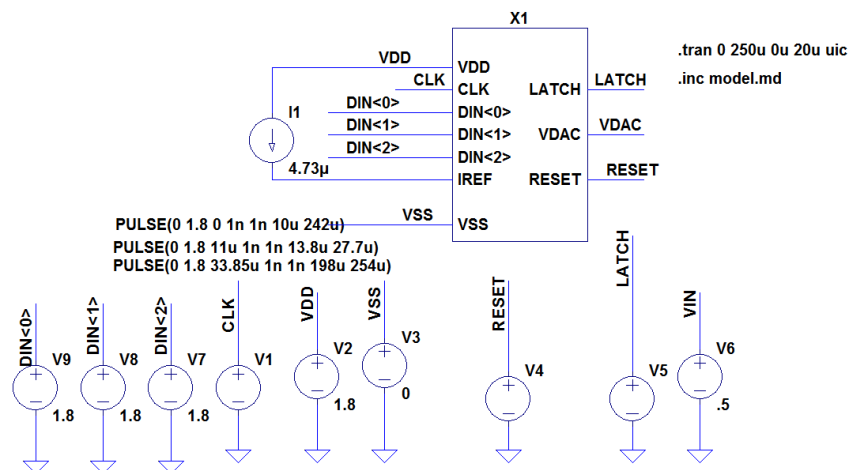 X1
.tran 0 250u 0u 20u uic
.inc model.md
VDD
VDD
CLK
CLK
LATCH
LATCH
DIN<0>
DIN<0>
I1
DIN<1>
DIN<1>
VDAC
VDAC
DIN<2>
DIN<2>
4.73µ
IREF
RESET
RESET
VSS
VSS
PULSE(0 1.8 0 1n 1n 10u 242u)
PULSE(0 1.8 11u 1n 1n 13.8u 27.7u)
PULSE(0 1.8 33.85u 1n 1n 198u 254u)
DIN<0>
DIN<1>
DIN<2>
CLK
VDD
VSS
RESET
LATCH
VIN
V9
V8
V7
V1
V2
V3
V4
V5
V6
1.8
1.8
1.8
1.8
0
.5